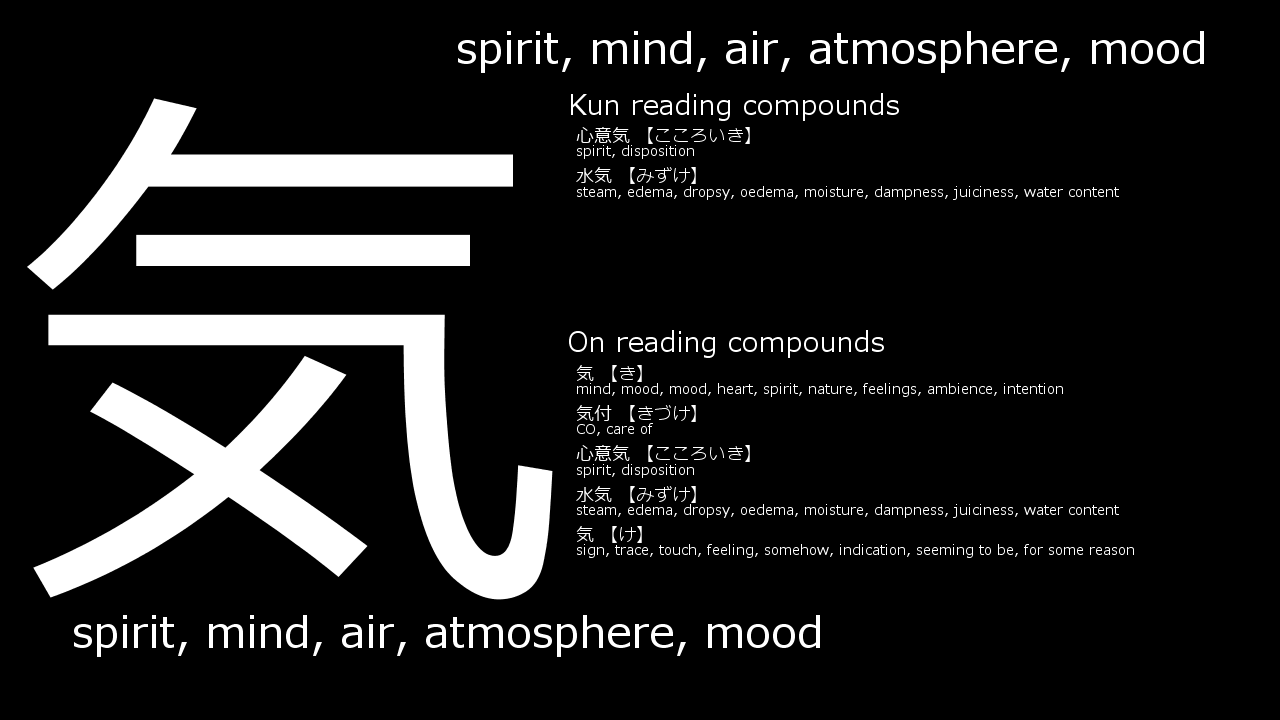 spirit, mind, air, atmosphere, mood
気
Kun reading compounds
心意気 【こころいき】
spirit, disposition
水気 【みずけ】
steam, edema, dropsy, oedema, moisture, dampness, juiciness, water content
On reading compounds
気 【き】
mind, mood, mood, heart, spirit, nature, feelings, ambience, intention
気付 【きづけ】
CO, care of
心意気 【こころいき】
spirit, disposition
水気 【みずけ】
steam, edema, dropsy, oedema, moisture, dampness, juiciness, water content
気 【け】
sign, trace, touch, feeling, somehow, indication, seeming to be, for some reason
spirit, mind, air, atmosphere, mood